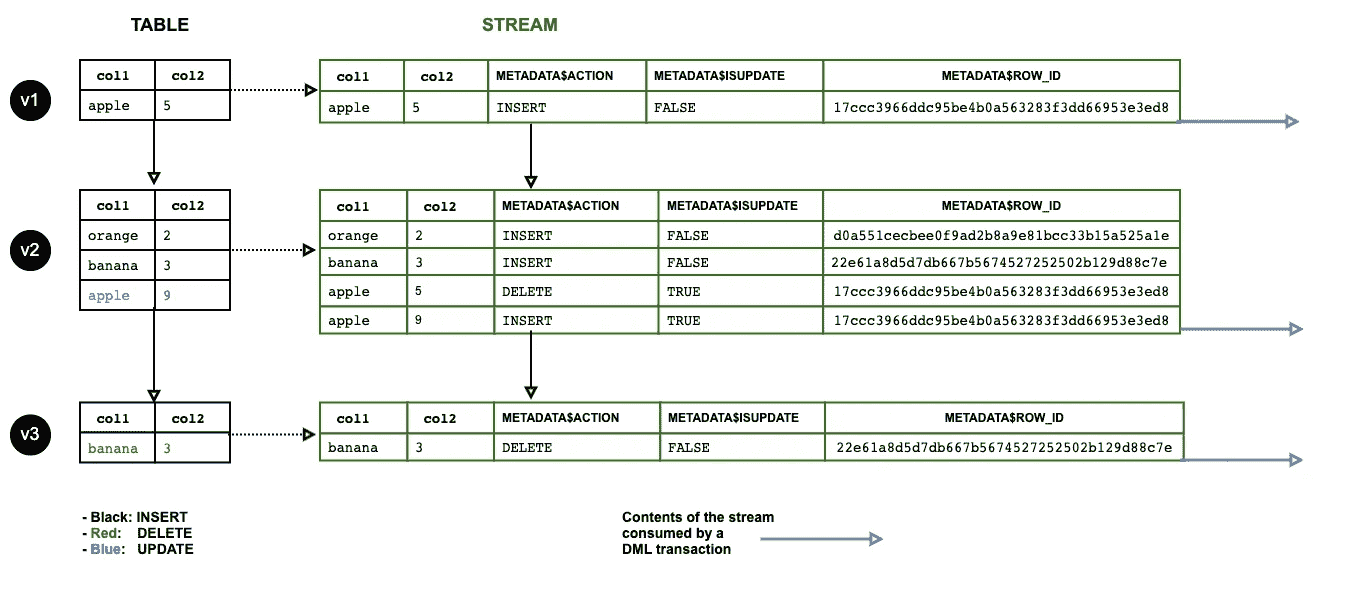 TABLE STREAM
v1
col1 col2
apple 5
col1 col2 METADATA$ACTION METADATA$ISUPDATE METADATA$ROW_ID
apple 5 INSERT FALSE 17ccc3966ddc95be4b0a563283f3dd66953e3ed8
v2
col1 col2
orange 2
banana 3
apple 9
col1 col2 METADATA$ACTION METADATA$ISUPDATE METADATA$ROW_ID
orange 2 INSERT FALSE d0a551cecbee0f9ad2b8a9e81bcc33b15a525a1e
banana 3 INSERT FALSE 22e61a8d5d7db667b5674527252502b129d88c7e
apple 5 DELETE TRUE 17ccc3966ddc95be4b0a563283f3dd66953e3ed8
apple 9 INSERT TRUE 17ccc3966ddc95be4b0a563283f3dd66953e3ed8
v3
col1 col2
banana 3
col1 col2 METADATA$ACTION METADATA$ISUPDATE METADATA$ROW_ID
banana 3 DELETE FALSE 22e61a8d5d7db667b5674527252502b129d88c7e
- Black: INSERT
- Red: DELETE
- Blue: UPDATE
Contents of the stream
consumed by a
DML transaction